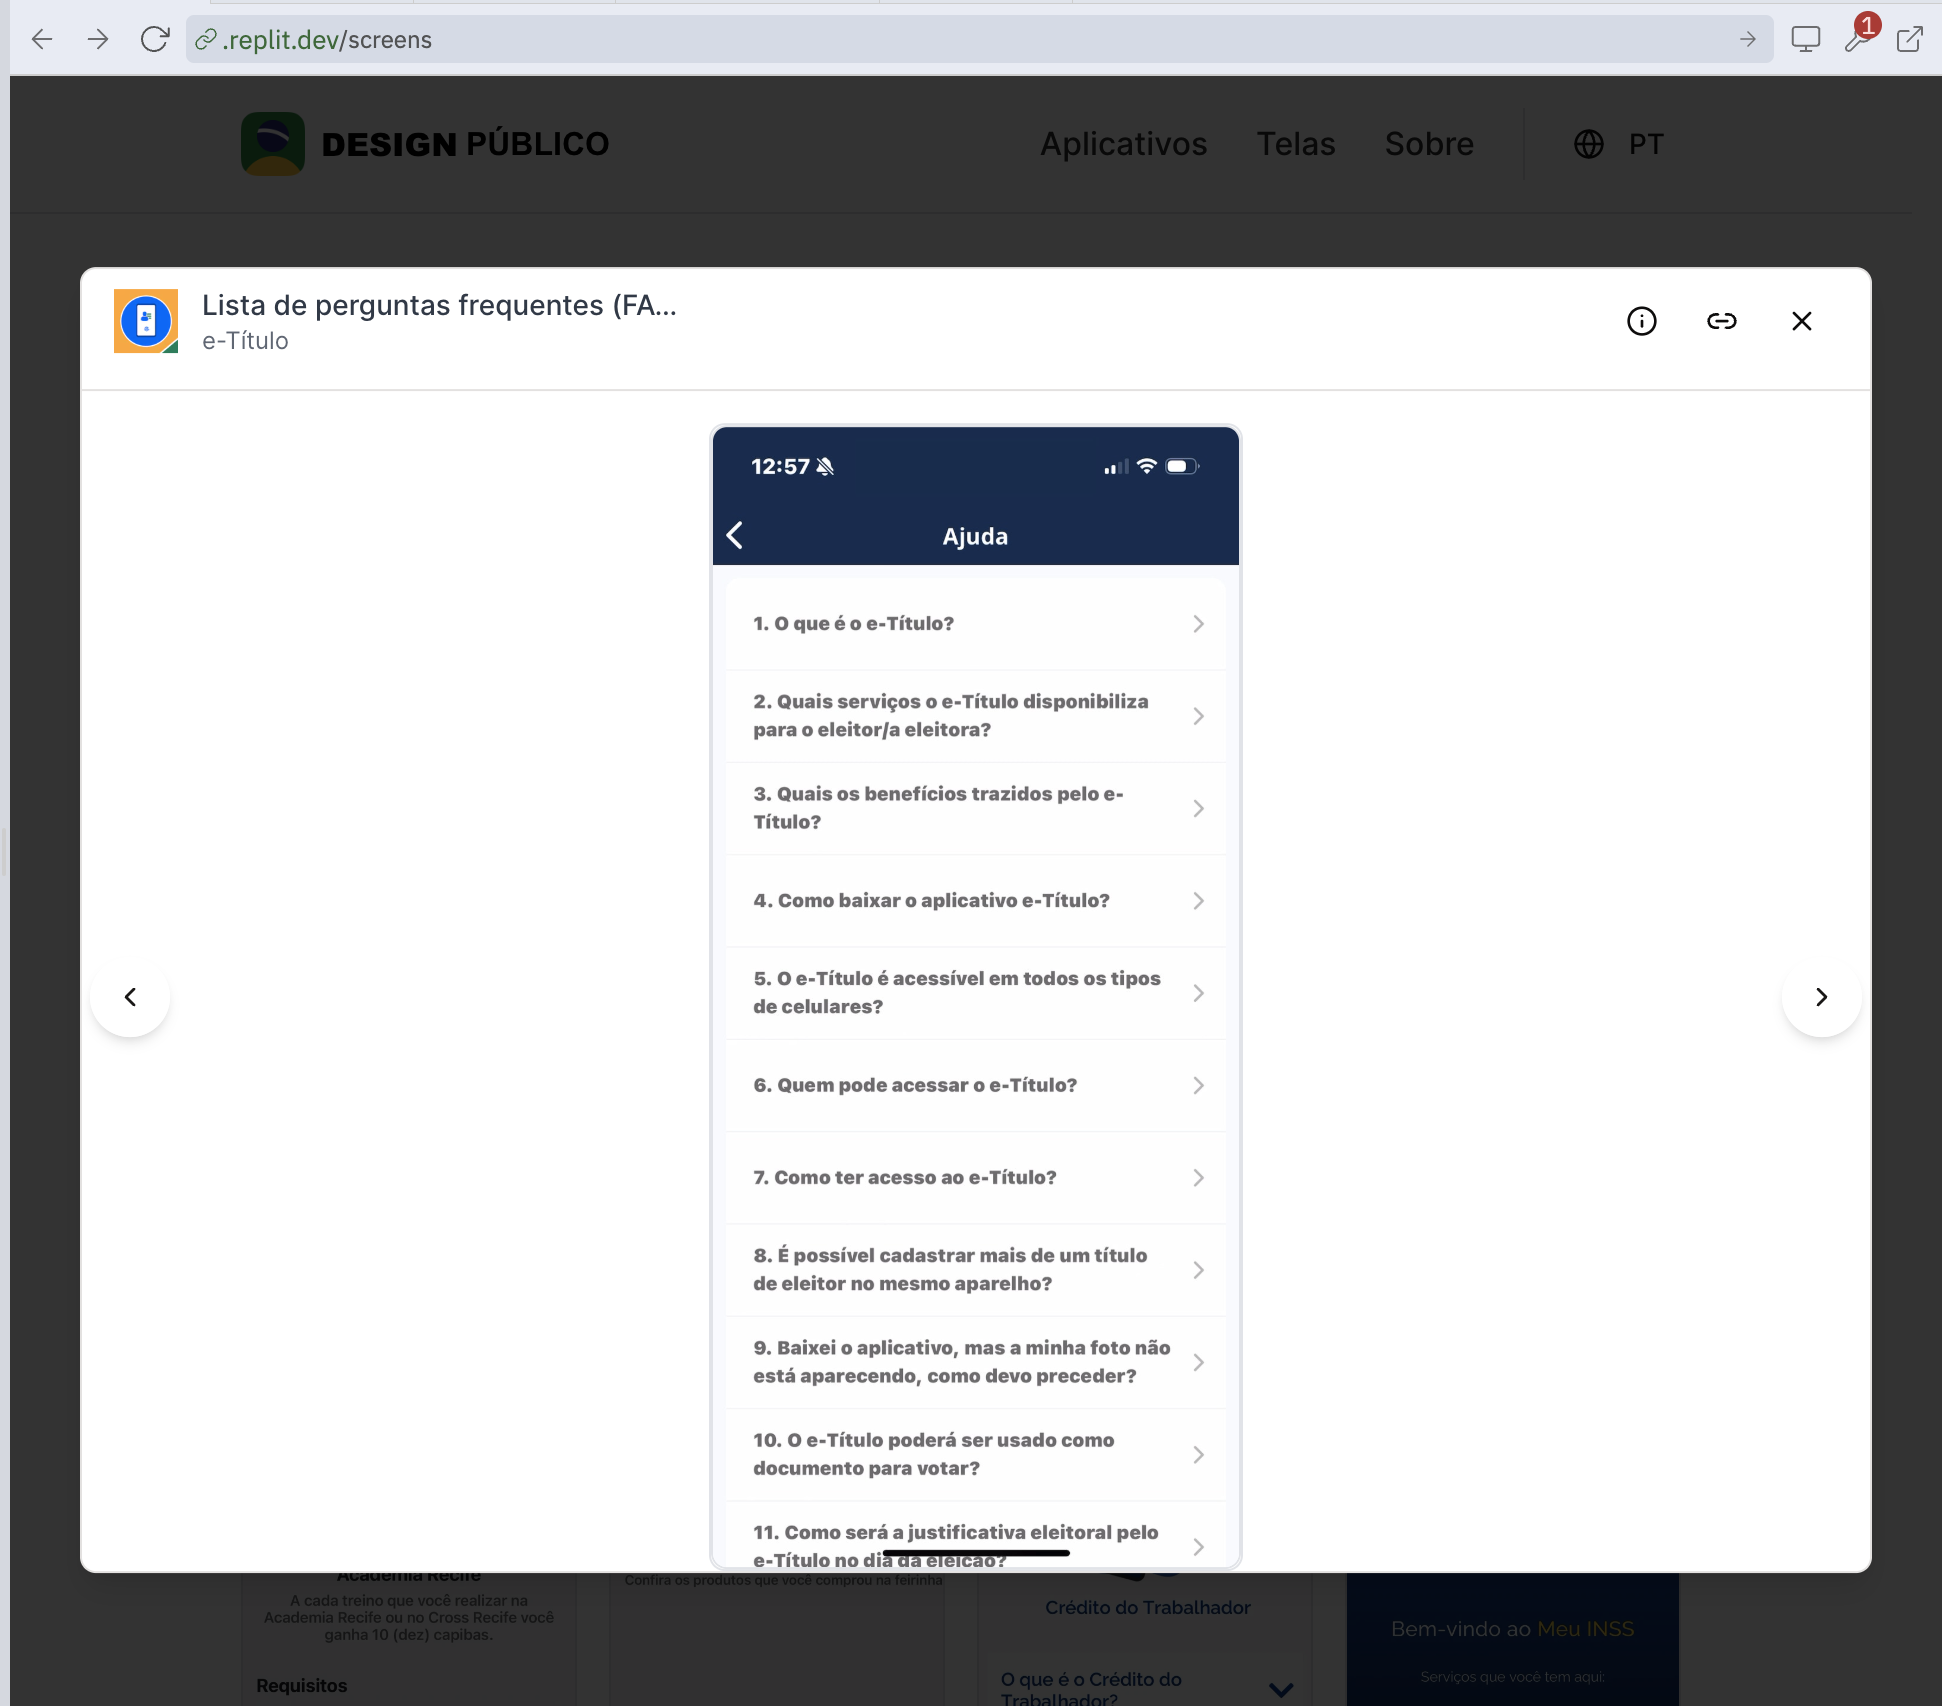 .replit.dev/screens
1
DESIGN PÚBLICO
Aplicativos
Telas
Sobre
PT
Lista de perguntas frequentes (FA...
e-Título
12:57
Ajuda
1. O que é o e-Título?
2. Quais serviços o e-Título disponibiliza
para o eleitor/a eleitora?
3. Quais os benefícios trazidos pelo e-
Título?
4. Como baixar o aplicativo e-Título?
5. O e-Título é acessível em todos os tipos
de celulares?
6. Quem pode acessar o e-Título?
7. Como ter acesso ao e-Título?
8. É possível cadastrar mais de um título
de eleitor no mesmo aparelho?
9. Baixei o aplicativo, mas a minha foto não
está aparecendo, como devo preceder?
10. O e-Título poderá ser usado como
documento para votar?
11. Como será a justificativa eleitoral pelo
e-Título no dia da eleição?
Academia Recife
A cada treino que você realizar na
Academia Recife ou no Cross Recife você
ganha 10 (dez) capibas.
Requisitos
Confira os produtos que você comprou na feirinha
Crédito do Trabalhador
O que é o Crédito do
Trabalhador?
Bem-vindo ao Meu INSS
Serviços que você tem aqui: